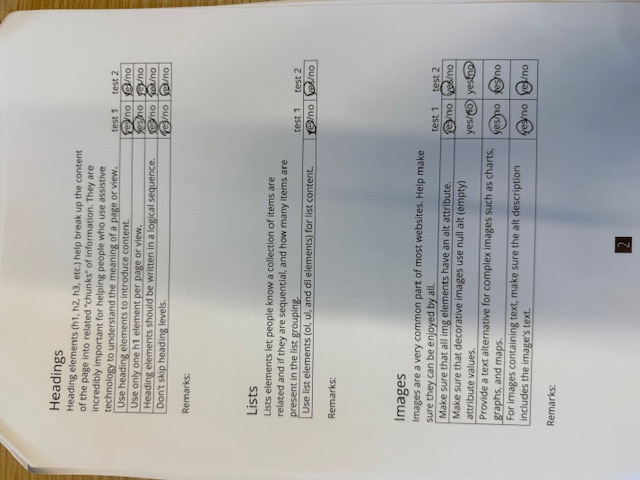 Headings
Heading elements (h1, h2, h3, etc.) help break up the content
of the page into related "chunks" of information. They are
incredibly important for helping people who use assistive
technology to understand the meaning of a page or view. test 1 test 2
Use heading elements to introduce content. yes/no yes/no
Use only one h1 element per page or view. yes/no yes/no
Heading elements should be written in a logical sequence. yes/no yes/no
Don't skip heading levels. yes/no yes/no
Remarks:
Lists
Lists elements let people know a collection of items are
related and if they are sequential, and how many items are
present in the list grouping. test 1 test 2
Use list elements (ol, ul, and dl elements) for list content. yes/no yes/no
Remarks:
Images
Images are a very common part of most websites. Help make
sure they can be enjoyed by all. test 1 test 2
Make sure that all img elements have an alt attribute. yes/no yes/no
Make sure that decorative images use null alt (empty)
attribute values. yes/no yes/no
Provide a text alternative for complex images such as charts,
graphs, and maps. yes/no yes/no
For images containing text, make sure the alt description
includes the image's text. yes/no yes/no
Remarks:
2